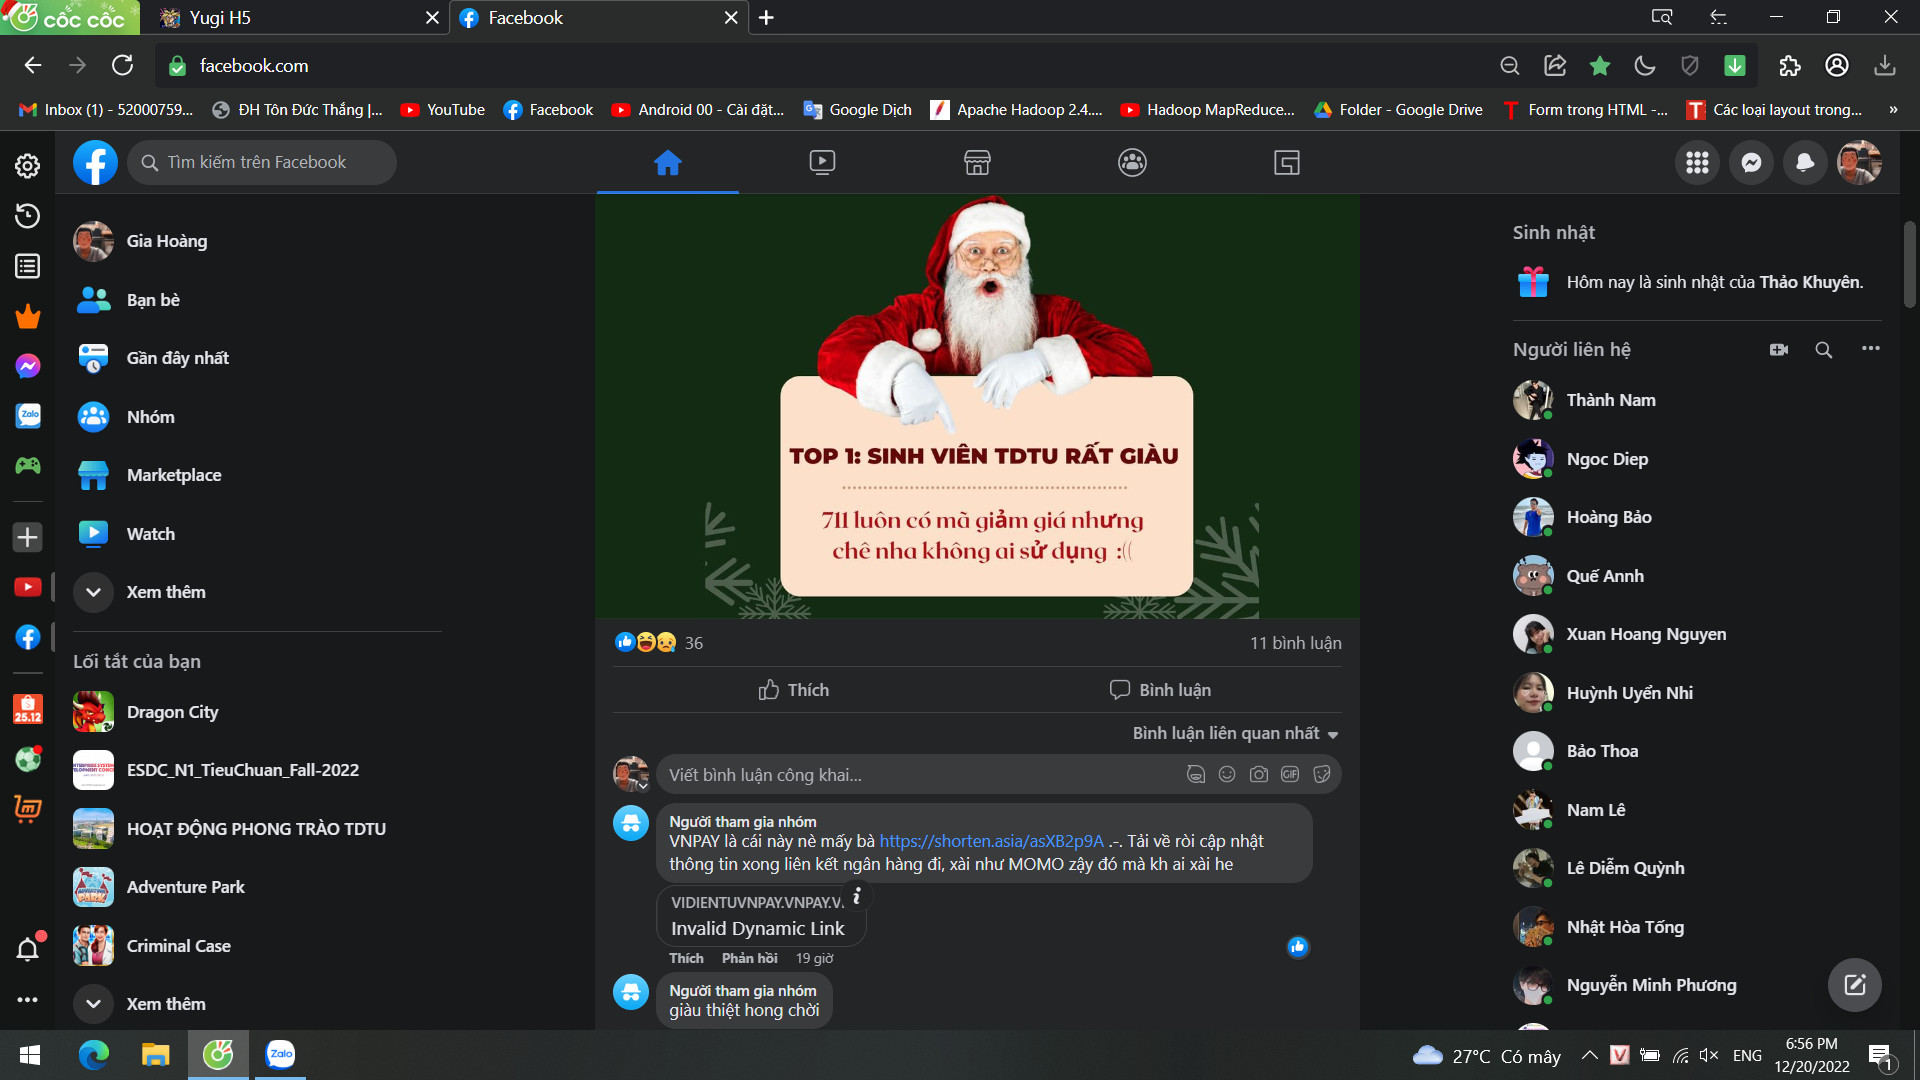 cốc cốc
Yugi H5
Facebook
facebook.com
Inbox (1) - 52000759...
ĐH Tôn Đức Thắng |...
YouTube
Facebook
Android 00 - Cài đặt...
Google Dịch
Apache Hadoop 2.4....
Hadoop MapReduce...
Folder - Google Drive
Form trong HTML -...
Các loại layout trong...
»
Tìm kiếm trên Facebook
Gia Hoàng
Bạn bè
Gần đây nhất
Nhóm
Marketplace
Watch
Xem thêm
Lối tắt của bạn
Dragon City
ESDC_N1_TieuChuan_Fall-2022
HOẠT ĐỘNG PHONG TRÀO TDTU
Adventure Park
Criminal Case
Xem thêm
Zalo
25.12
TOP 1: SINH VIÊN TDTU RẤT GIÀU
711 luôn có mã giảm giá nhưng
chê nha không ai sử dụng :((
36
11 bình luận
Thích
Bình luận
Bình luận liên quan nhất
Viết bình luận công khai...
GIF
Người tham gia nhóm
VNPAY là cái này nè mấy bà https://shorten.asia/asXB2p9A .-. Tải về ròi cập nhật
thông tin xong liên kết ngân hàng đi, xài như MOMO zậy đó mà kh ai xài he
VIDIENTUVNPAY.VNPAY.V
Invalid Dynamic Link
Thích Phản hồi 19 giờ
Người tham gia nhóm
giàu thiệt hong chời
Sinh nhật
Hôm nay là sinh nhật của Thảo Khuyên.
Người liên hệ
Thành Nam
Ngoc Diep
Hoàng Bảo
Quế Annh
Xuan Hoang Nguyen
Huỳnh Uyển Nhi
Bảo Thoa
Nam Lê
Lê Diễm Quỳnh
Nhật Hòa Tống
Nguyễn Minh Phương
Zalo
27°C Có mây
V
ENG
6:56 PM
12/20/2022
1